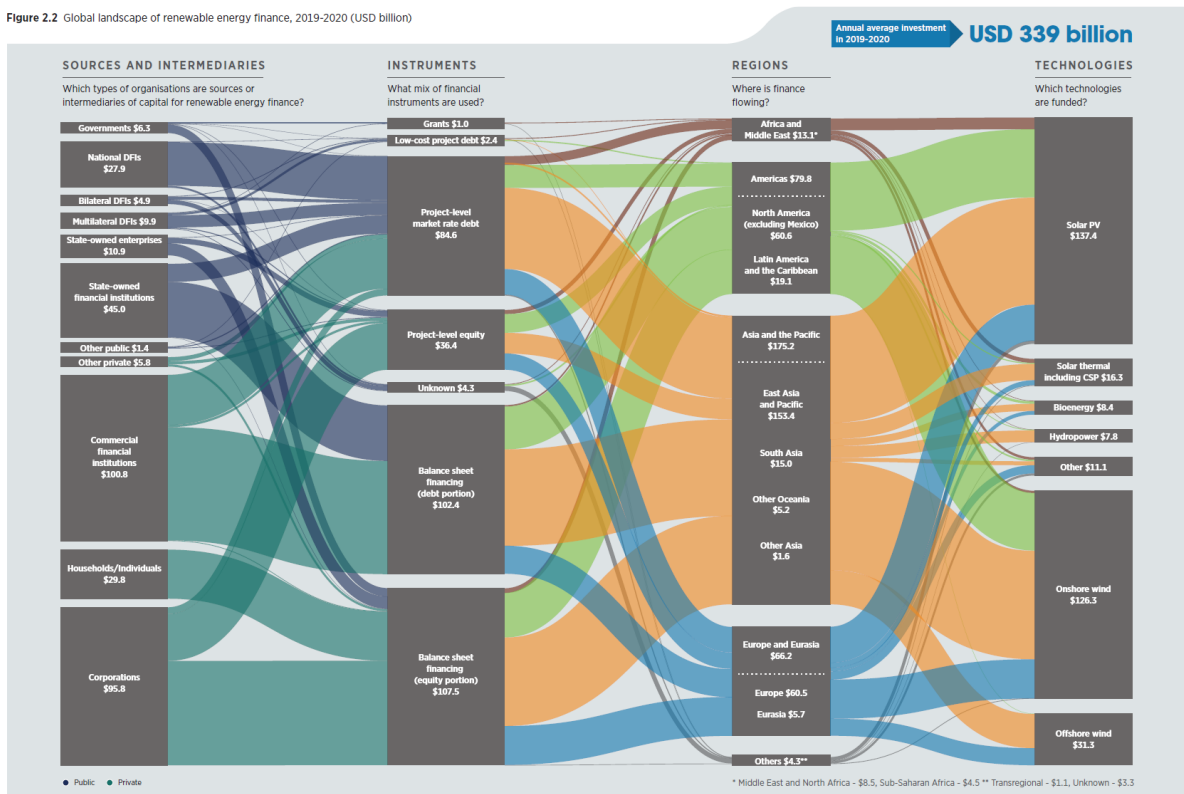 Figure 2.2 Global landscape of renewable energy finance, 2019-2020 (USD billion)
Annual average investment
in 2019-2020
USD 339 billion
SOURCES AND INTERMEDIARIES
Which types of organisations are sources or
intermediaries of capital for renewable energy finance?
Governments $6.3
National DFIs
$27.9
Bilateral DFIs $4.9
Multilateral DFIs $9.9
State-owned enterprises
$10.9
State-owned
financial institutions
$45.0
Other public $1.4
Other private $5.8
Commercial
financial
institutions
$100.8
Households/Individuals
$29.8
Corporations
$95.8
Public
Private
INSTRUMENTS
What mix of financial
instruments are used?
Grants $1.0
Low-cost project debt $2.4
Project-level
market rate debt
$84.6
Project-level equity
$36.4
Unknown $4.3
Balance sheet
financing
(debt portion)
$102.4
Balance sheet
financing
(equity portion)
$107.5
REGIONS
Where is finance
flowing?
Africa and
Middle East $13.1*
Americas $79.8
North America
(excluding Mexico)
$60.6
Latin America
and the Caribbean
$19.1
Asia and the Pacific
$175.2
East Asia
and Pacific
$153.4
South Asia
$15.0
Other Oceania
$5.2
Other Asia
$1.6
Europe and Eurasia
$66.2
Europe $60.5
Eurasia $5.7
Others $4.3**
TECHNOLOGIES
Which technologies
are funded?
Solar PV
$137.4
Solar thermal
including CSP $16.3
Bioenergy $8.4
Hydropower $7.8
Other $11.1
Onshore wind
$126.3
Offshore wind
$31.3
* Middle East and North Africa - $8.5, Sub-Saharan Africa - $4.5 ** Transregional - $1.1, Unknown - $3.3